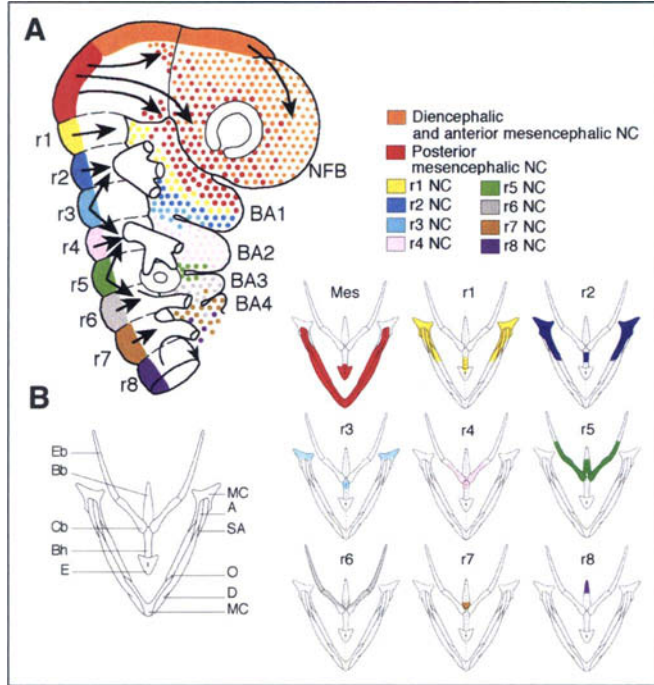 A
r1
r2
r3
r4
r5
r6
r7
r8
NFB
BA1
BA2
BA3
BA4
Diencephalic
and anterior mesencephalic NC
Posterior
mesencephalic NC
r1 NC
r2 NC
r3 NC
r4 NC
r5 NC
r6 NC
r7 NC
r8 NC
B
Eb
Bb
Cb
Bh
E
MC
A
SA
O
D
MC
Mes
r1
r2
r3
r4
r5
r6
r7
r8